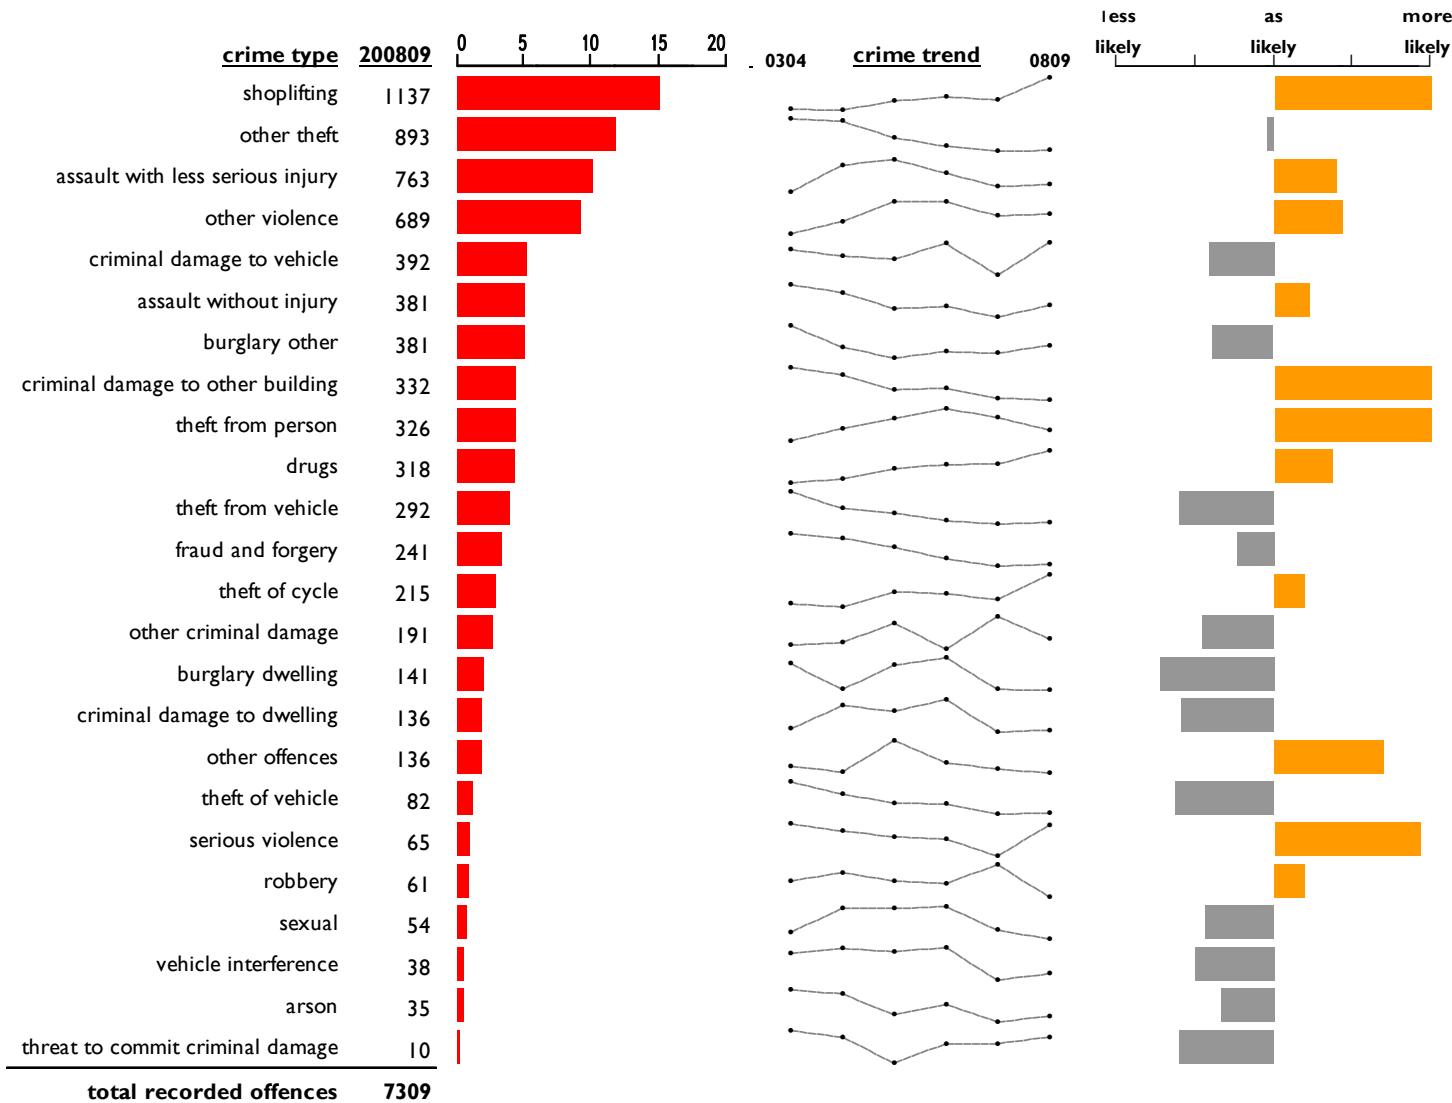 less as more
crime type 200809 0 5 10 15 20 0304 crime trend 0809 likely likely likely
shoplifting 1137
other theft 893
assault with less serious injury 763
other violence 689
criminal damage to vehicle 392
assault without injury 381
burglary other 381
criminal damage to other building 332
theft from person 326
drugs 318
theft from vehicle 292
fraud and forgery 241
theft of cycle 215
other criminal damage 191
burglary dwelling 141
criminal damage to dwelling 136
other offences 136
theft of vehicle 82
serious violence 65
robbery 61
sexual 54
vehicle interference 38
arson 35
threat to commit criminal damage 10
total recorded offences 7309